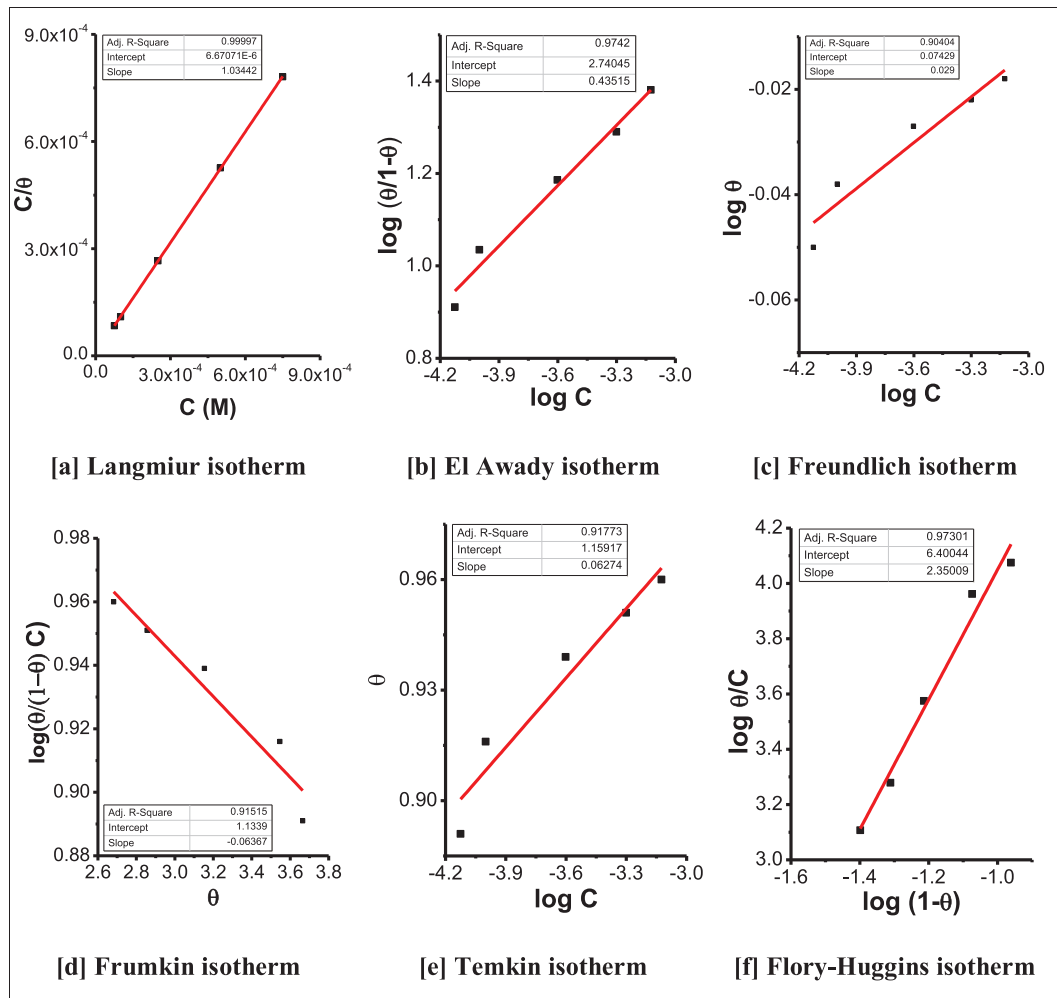 Adj. R-Square 0.99997
Intercept 6.67071E-6
Slope 1.03442
9.0x10⁻⁴
6.0x10⁻⁴
3.0x10⁻⁴
0.0
C/θ
0.0 3.0x10⁻⁴ 6.0x10⁻⁴ 9.0x10⁻⁴
C (M)
[a] Langmiur isotherm
Adj. R-Square 0.9742
Intercept 2.74045
Slope 0.43515
1.4
1.2
1.0
0.8
log (θ/1-θ)
-4.2 -3.9 -3.6 -3.3 -3.0
log C
[b] El Awady isotherm
Adj. R-Square 0.90404
Intercept 0.07429
Slope 0.029
-0.02
-0.04
-0.06
log θ
-4.2 -3.9 -3.6 -3.3 -3.0
log C
[c] Freundlich isotherm
0.98
0.96
0.94
0.92
0.90
0.88
log(θ/(1–θ) C)
Adj. R-Square 0.91515
Intercept 1.1339
Slope -0.06367
2.6 2.8 3.0 3.2 3.4 3.6 3.8
θ
[d] Frumkin isotherm
Adj. R-Square 0.91773
Intercept 1.15917
Slope 0.06274
0.96
0.93
0.90
θ
-4.2 -3.9 -3.6 -3.3 -3.0
log C
[e] Temkin isotherm
Adj. R-Square 0.97301
Intercept 6.40044
Slope 2.35009
4.2
4.0
3.8
3.6
3.4
3.2
3.0
log θ/C
-1.6 -1.4 -1.2 -1.0
log (1-θ)
[f] Flory-Huggins isotherm